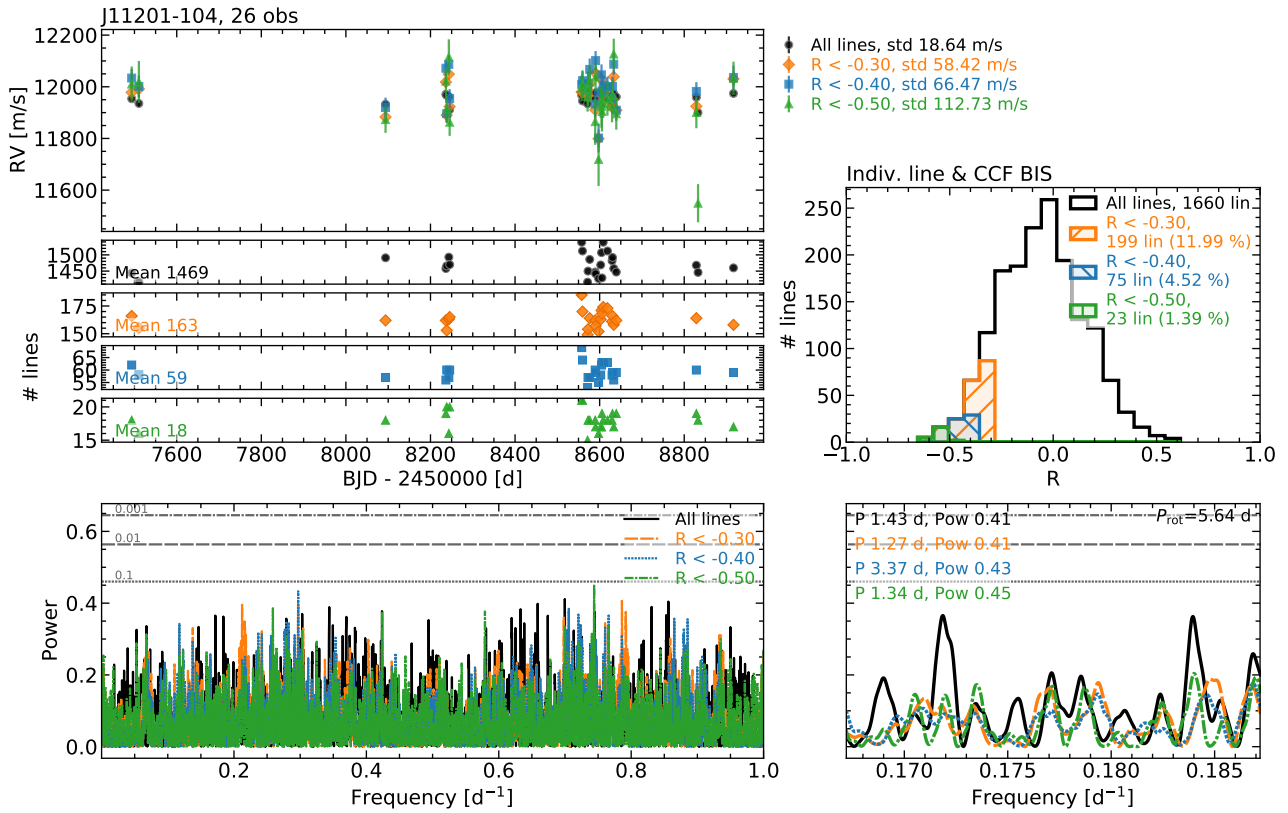 J11201-104, 26 obs
12200
12000
11800
11600
RV [m/s]
All lines, std 18.64 m/s
R < -0.30, std 58.42 m/s
R < -0.40, std 66.47 m/s
R < -0.50, std 112.73 m/s
1500
1450
Mean 1469
175
150
Mean 163
65
60
55
Mean 59
20
15
Mean 18
# lines
7600 7800 8000 8200 8400 8600 8800
BJD - 2450000 [d]
Indiv. line & CCF BIS
250
200
150
100
50
0
# lines
All lines, 1660 lin
R < -0.30,
199 lin (11.99 %)
R < -0.40,
75 lin (4.52 %)
R < -0.50,
23 lin (1.39 %)
−1.0 −0.5 0.0 0.5 1.0
R
0.6
0.4
0.2
0.0
Power
0.001
0.01
0.1
All lines
R < -0.30
R < -0.40
R < -0.50
0.2 0.4 0.6 0.8 1.0
Frequency [d⁻¹]
P 1.43 d, Pow 0.41
P_rot=5.64 d
P 1.27 d, Pow 0.41
P 3.37 d, Pow 0.43
P 1.34 d, Pow 0.45
0.170 0.175 0.180 0.185
Frequency [d⁻¹]